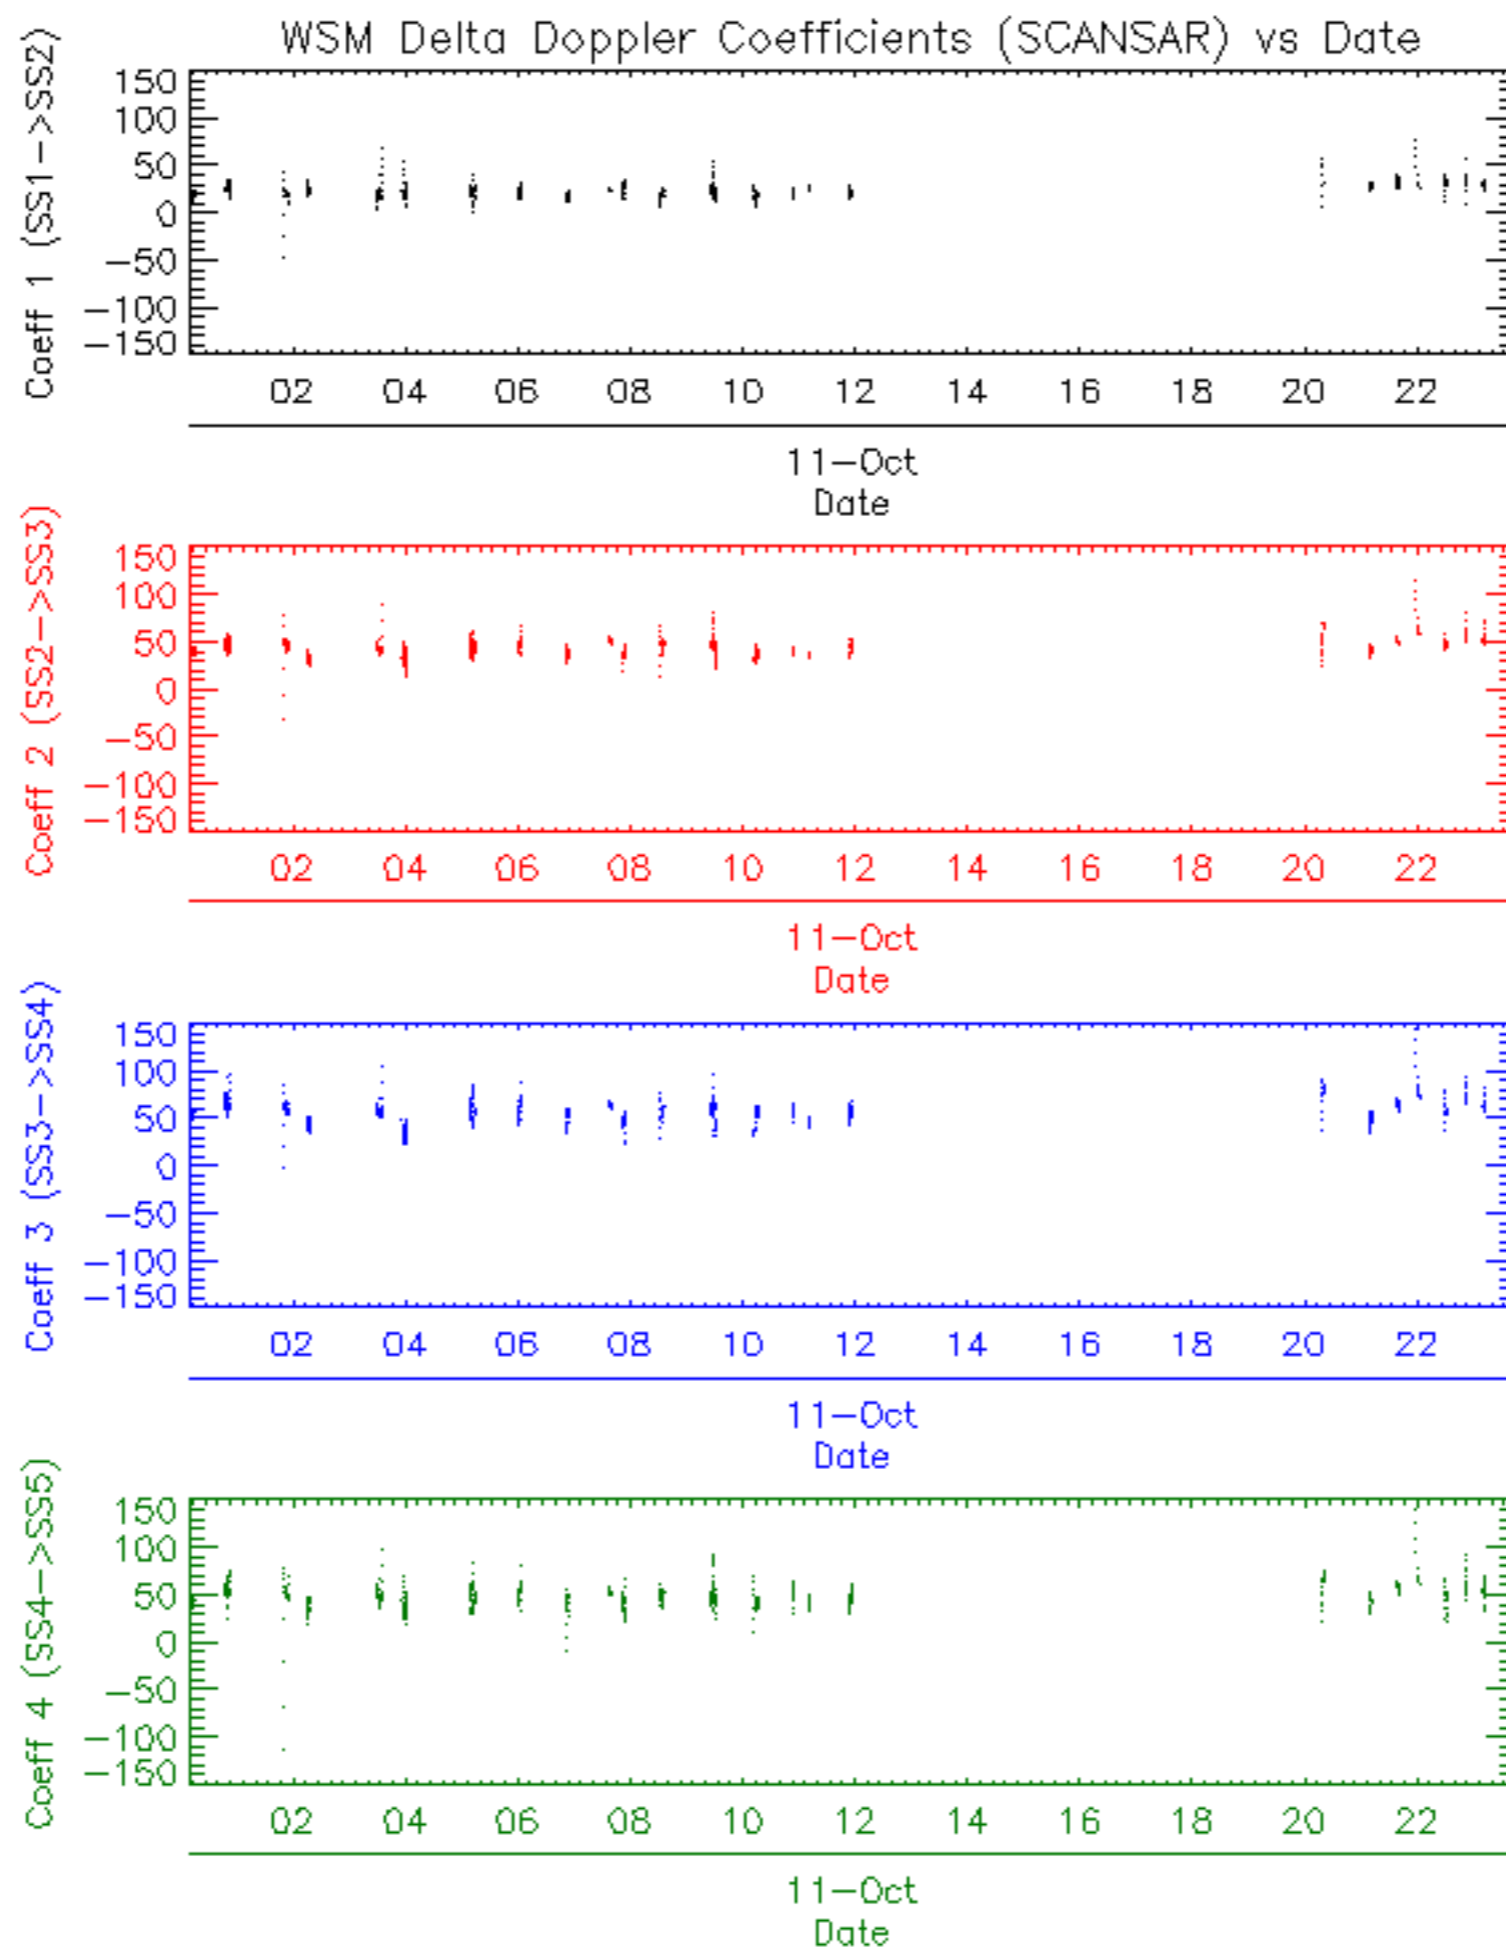 WSM Delta Doppler Coefficients (SCANSAR) vs Date
Coeff 1 (SS1->SS2)
150
100
50
0
-50
-100
-150
02 04 06 08 10 12 14 16 18 20 22
11-Oct
Date
Coeff 2 (SS2->SS3)
150
100
50
0
-50
-100
-150
02 04 06 08 10 12 14 16 18 20 22
11-Oct
Date
Coeff 3 (SS3->SS4)
150
100
50
0
-50
-100
-150
02 04 06 08 10 12 14 16 18 20 22
11-Oct
Date
Coeff 4 (SS4->SS5)
150
100
50
0
-50
-100
-150
02 04 06 08 10 12 14 16 18 20 22
11-Oct
Date